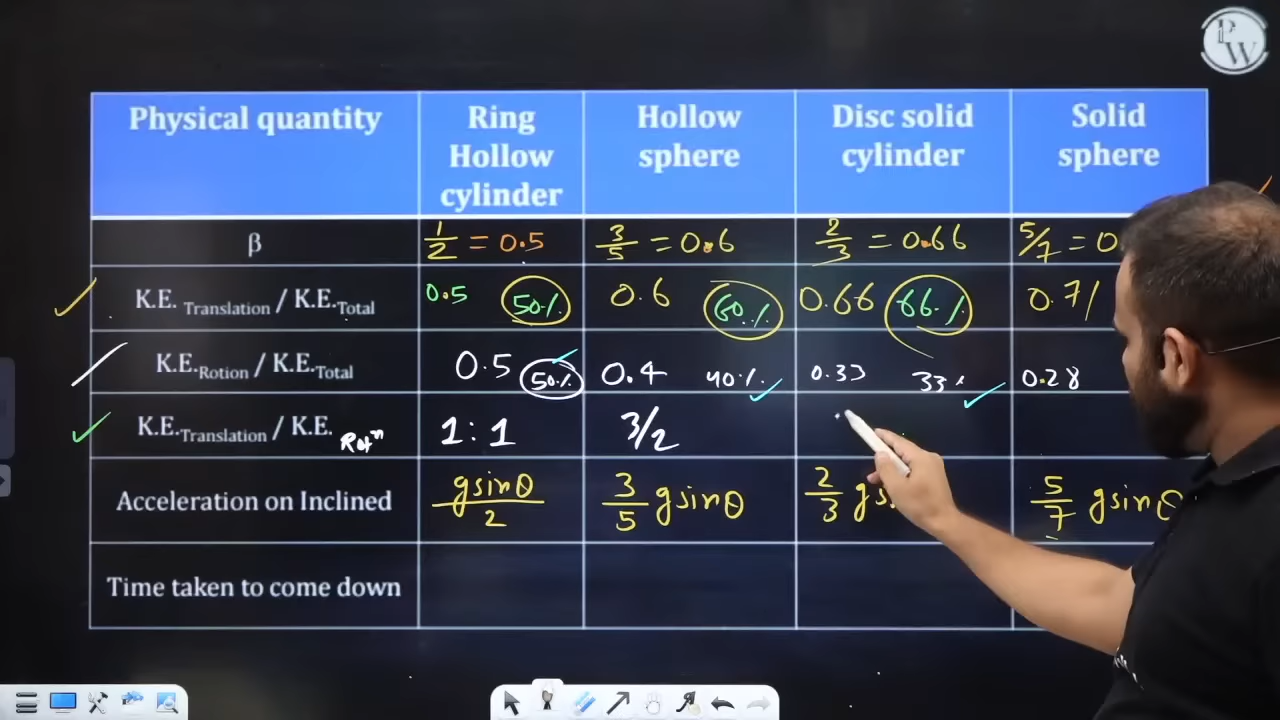 PW
Physical quantity | Ring Hollow cylinder | Hollow sphere | Disc solid cylinder | Solid sphere
β | 1/2 = 0.5 | 3/5 = 0.6 | 2/3 = 0.66 | 5/7 = 0.
K.E. Translation / K.E.Total | 0.5 50% | 0.6 60% | 0.66 66% | 0.71
K.E.Rotion / K.E.Total | 0.5 50% | 0.4 40% | 0.33 33% | 0.28
K.E.Translation / K.E. Rotⁿ | 1:1 | 3/2
Acceleration on Inclined | gsinθ/2 | 3/5 gsinθ | 2/3 gs | 5/7 gsinθ
Time taken to come down